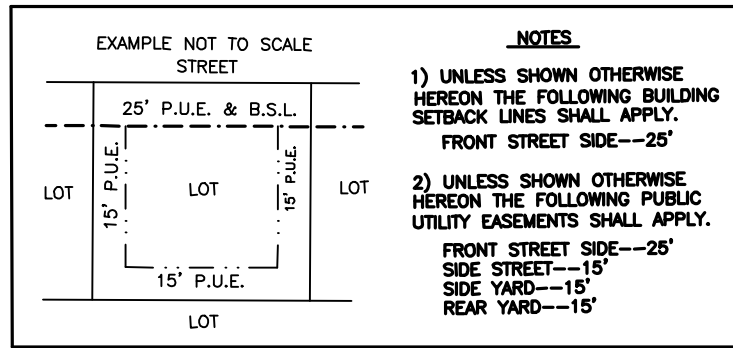 EXAMPLE NOT TO SCALE
STREET
25' P.U.E. & B.S.L.
15' P.U.E.
15' P.U.E.
LOT
LOT
LOT
15' P.U.E.
LOT
NOTES
1) UNLESS SHOWN OTHERWISE
HEREON THE FOLLOWING BUILDING
SETBACK LINES SHALL APPLY.
FRONT STREET SIDE--25'
2) UNLESS SHOWN OTHERWISE
HEREON THE FOLLOWING PUBLIC
UTILITY EASEMENTS SHALL APPLY.
FRONT STREET SIDE--25'
SIDE STREET--15'
SIDE YARD--15'
REAR YARD--15'